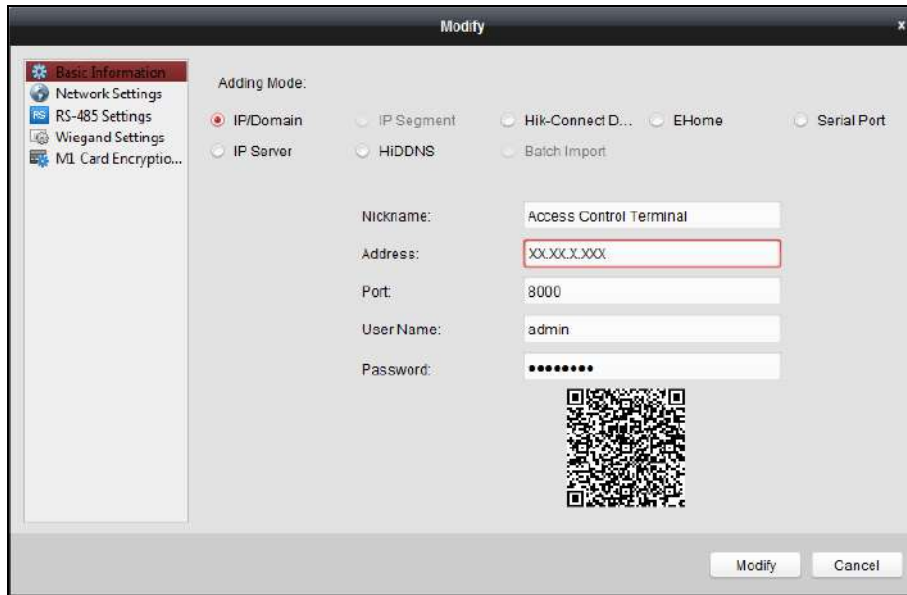 Modify
x
Basic Information
Network Settings
RS RS-485 Settings
Wiegand Settings
M1 Card Encryptio...
Adding Mode:
IP/Domain IP Segment Hik-Connect D... EHome Serial Port
IP Server HiDDNS Batch Import
Nickname: Access Control Terminal
Address: XX.XX.X.XXX
Port: 8000
User Name: admin
Password: ●●●●●●●●
Modify Cancel